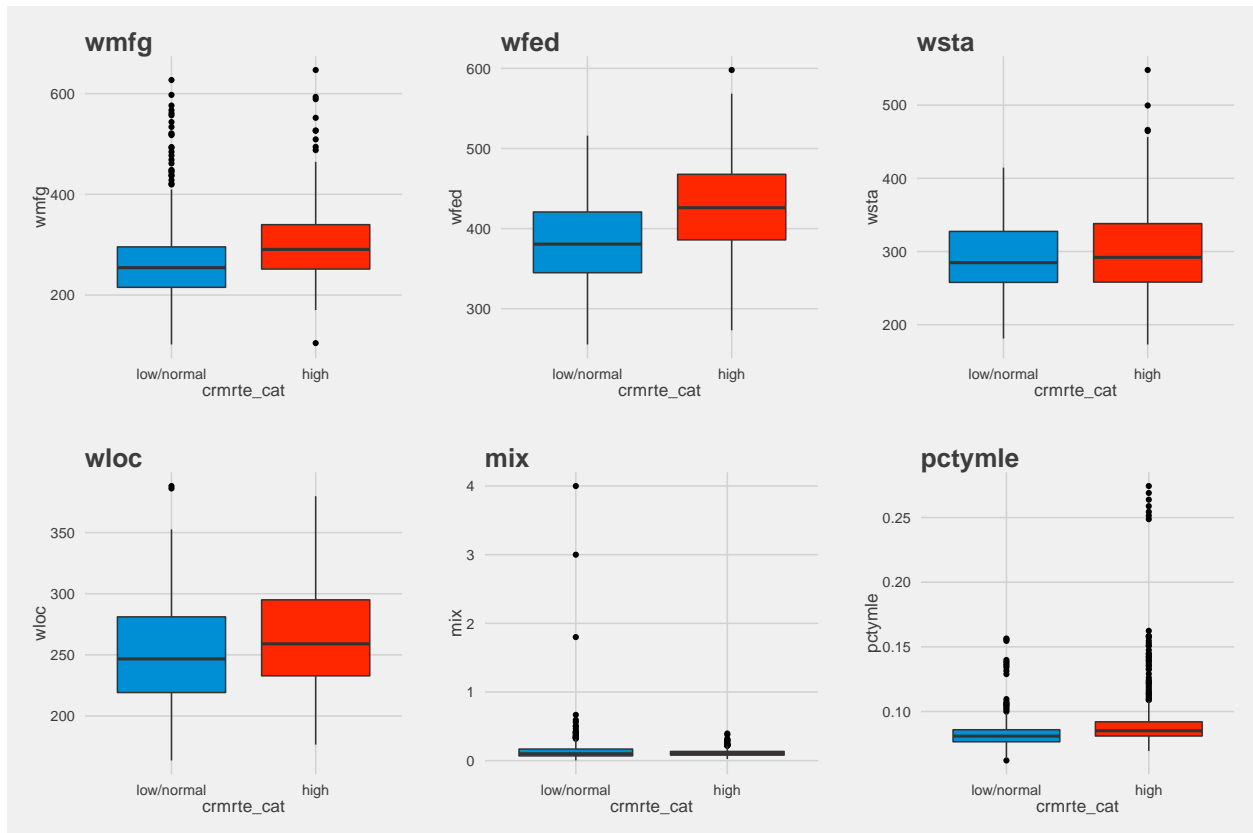 wmfg
600
400
200
wmfg
low/normal high
crmrte_cat
wfed
600
500
400
300
wfed
low/normal high
crmrte_cat
wsta
500
400
300
200
wsta
low/normal high
crmrte_cat
wloc
350
300
250
200
wloc
low/normal high
crmrte_cat
mix
4
3
2
1
0
mix
low/normal high
crmrte_cat
pctymle
0.25
0.20
0.15
0.10
pctymle
low/normal high
crmrte_cat